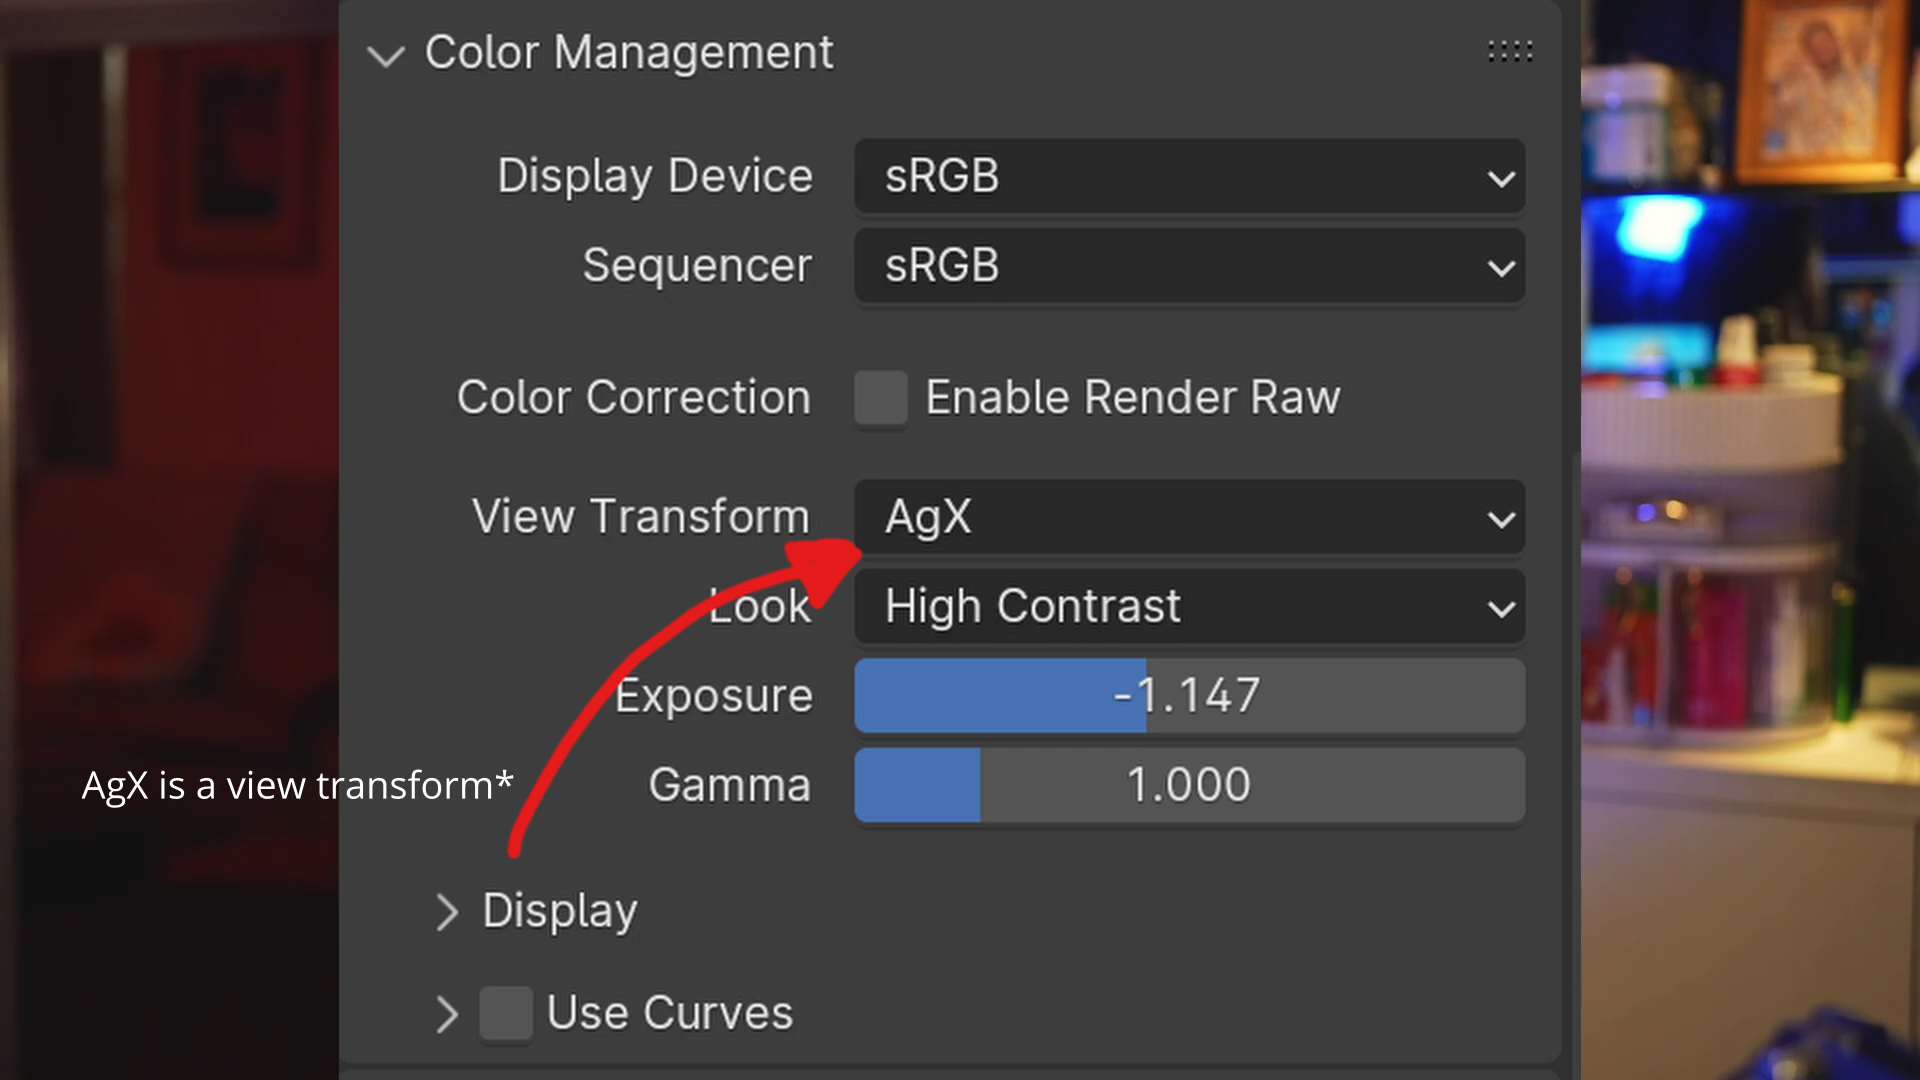 Color Management
Display Device sRGB
Sequencer sRGB
Color Correction Enable Render Raw
View Transform AgX
Look High Contrast
Exposure -1.147
Gamma 1.000
AgX is a view transform*
Display
Use Curves